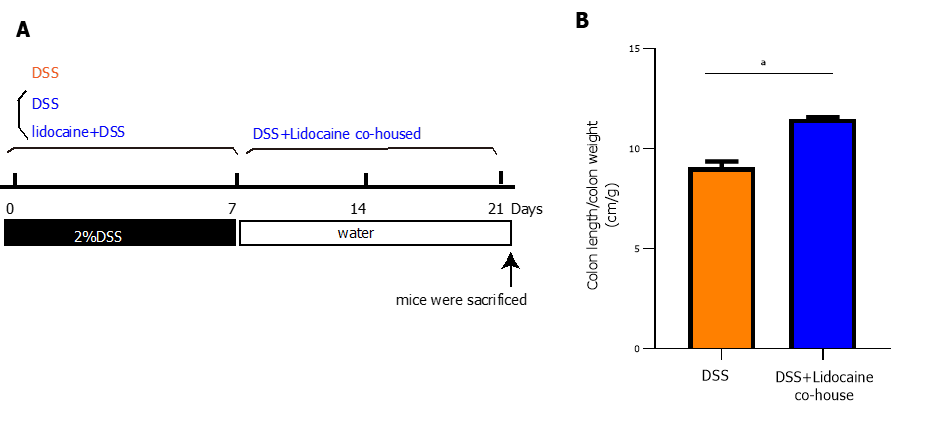 A
DSS
DSS
lidocaine+DSS
DSS+Lidocaine co-housed
0
7
14
21
Days
2%DSS
water
mice were sacrificed
B
Colon length/colon weight
(cm/g)
15
10
5
0
a
DSS
DSS+Lidocaine
co-house